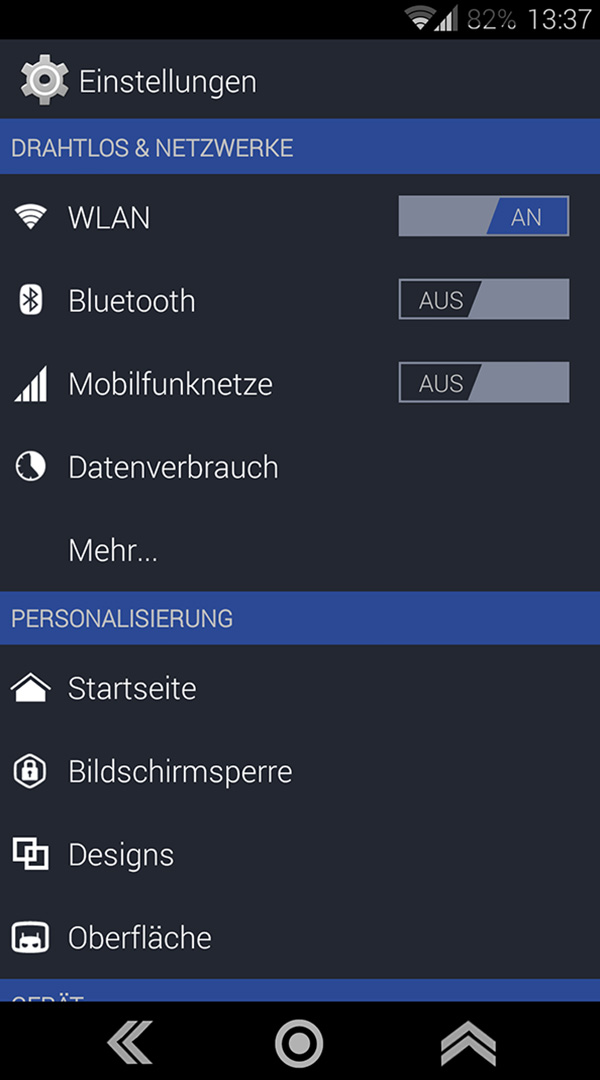 82% 13:37
Einstellungen
DRAHTLOS & NETZWERKE
WLAN AN
Bluetooth AUS
Mobilfunknetze AUS
Datenverbrauch
Mehr...
PERSONALISIERUNG
Startseite
Bildschirmsperre
Designs
Oberfläche
GERÄT